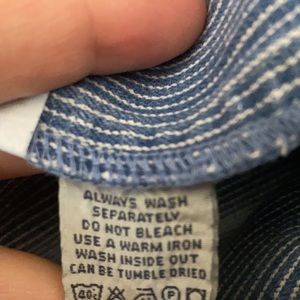 ALWAYS WASH
SEPARATELY
DO NOT BLEACH
USE A WARM IRON
WASH INSIDE OUT
CAN BE TUMBLE DRIED
40°
P